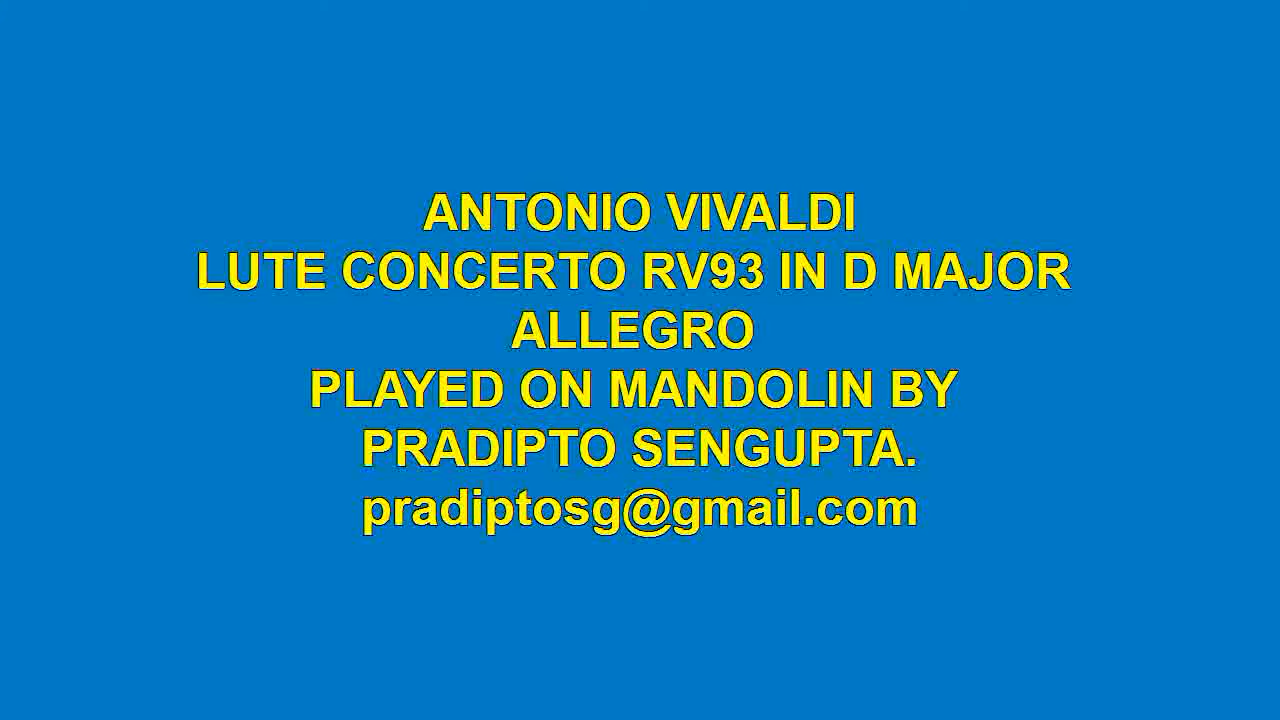 ANTONIO VIVALDI
LUTE CONCERTO RV93 IN D MAJOR
ALLEGRO
PLAYED ON MANDOLIN BY
PRADIPTO SENGUPTA.
pradiptosg@gmail.com